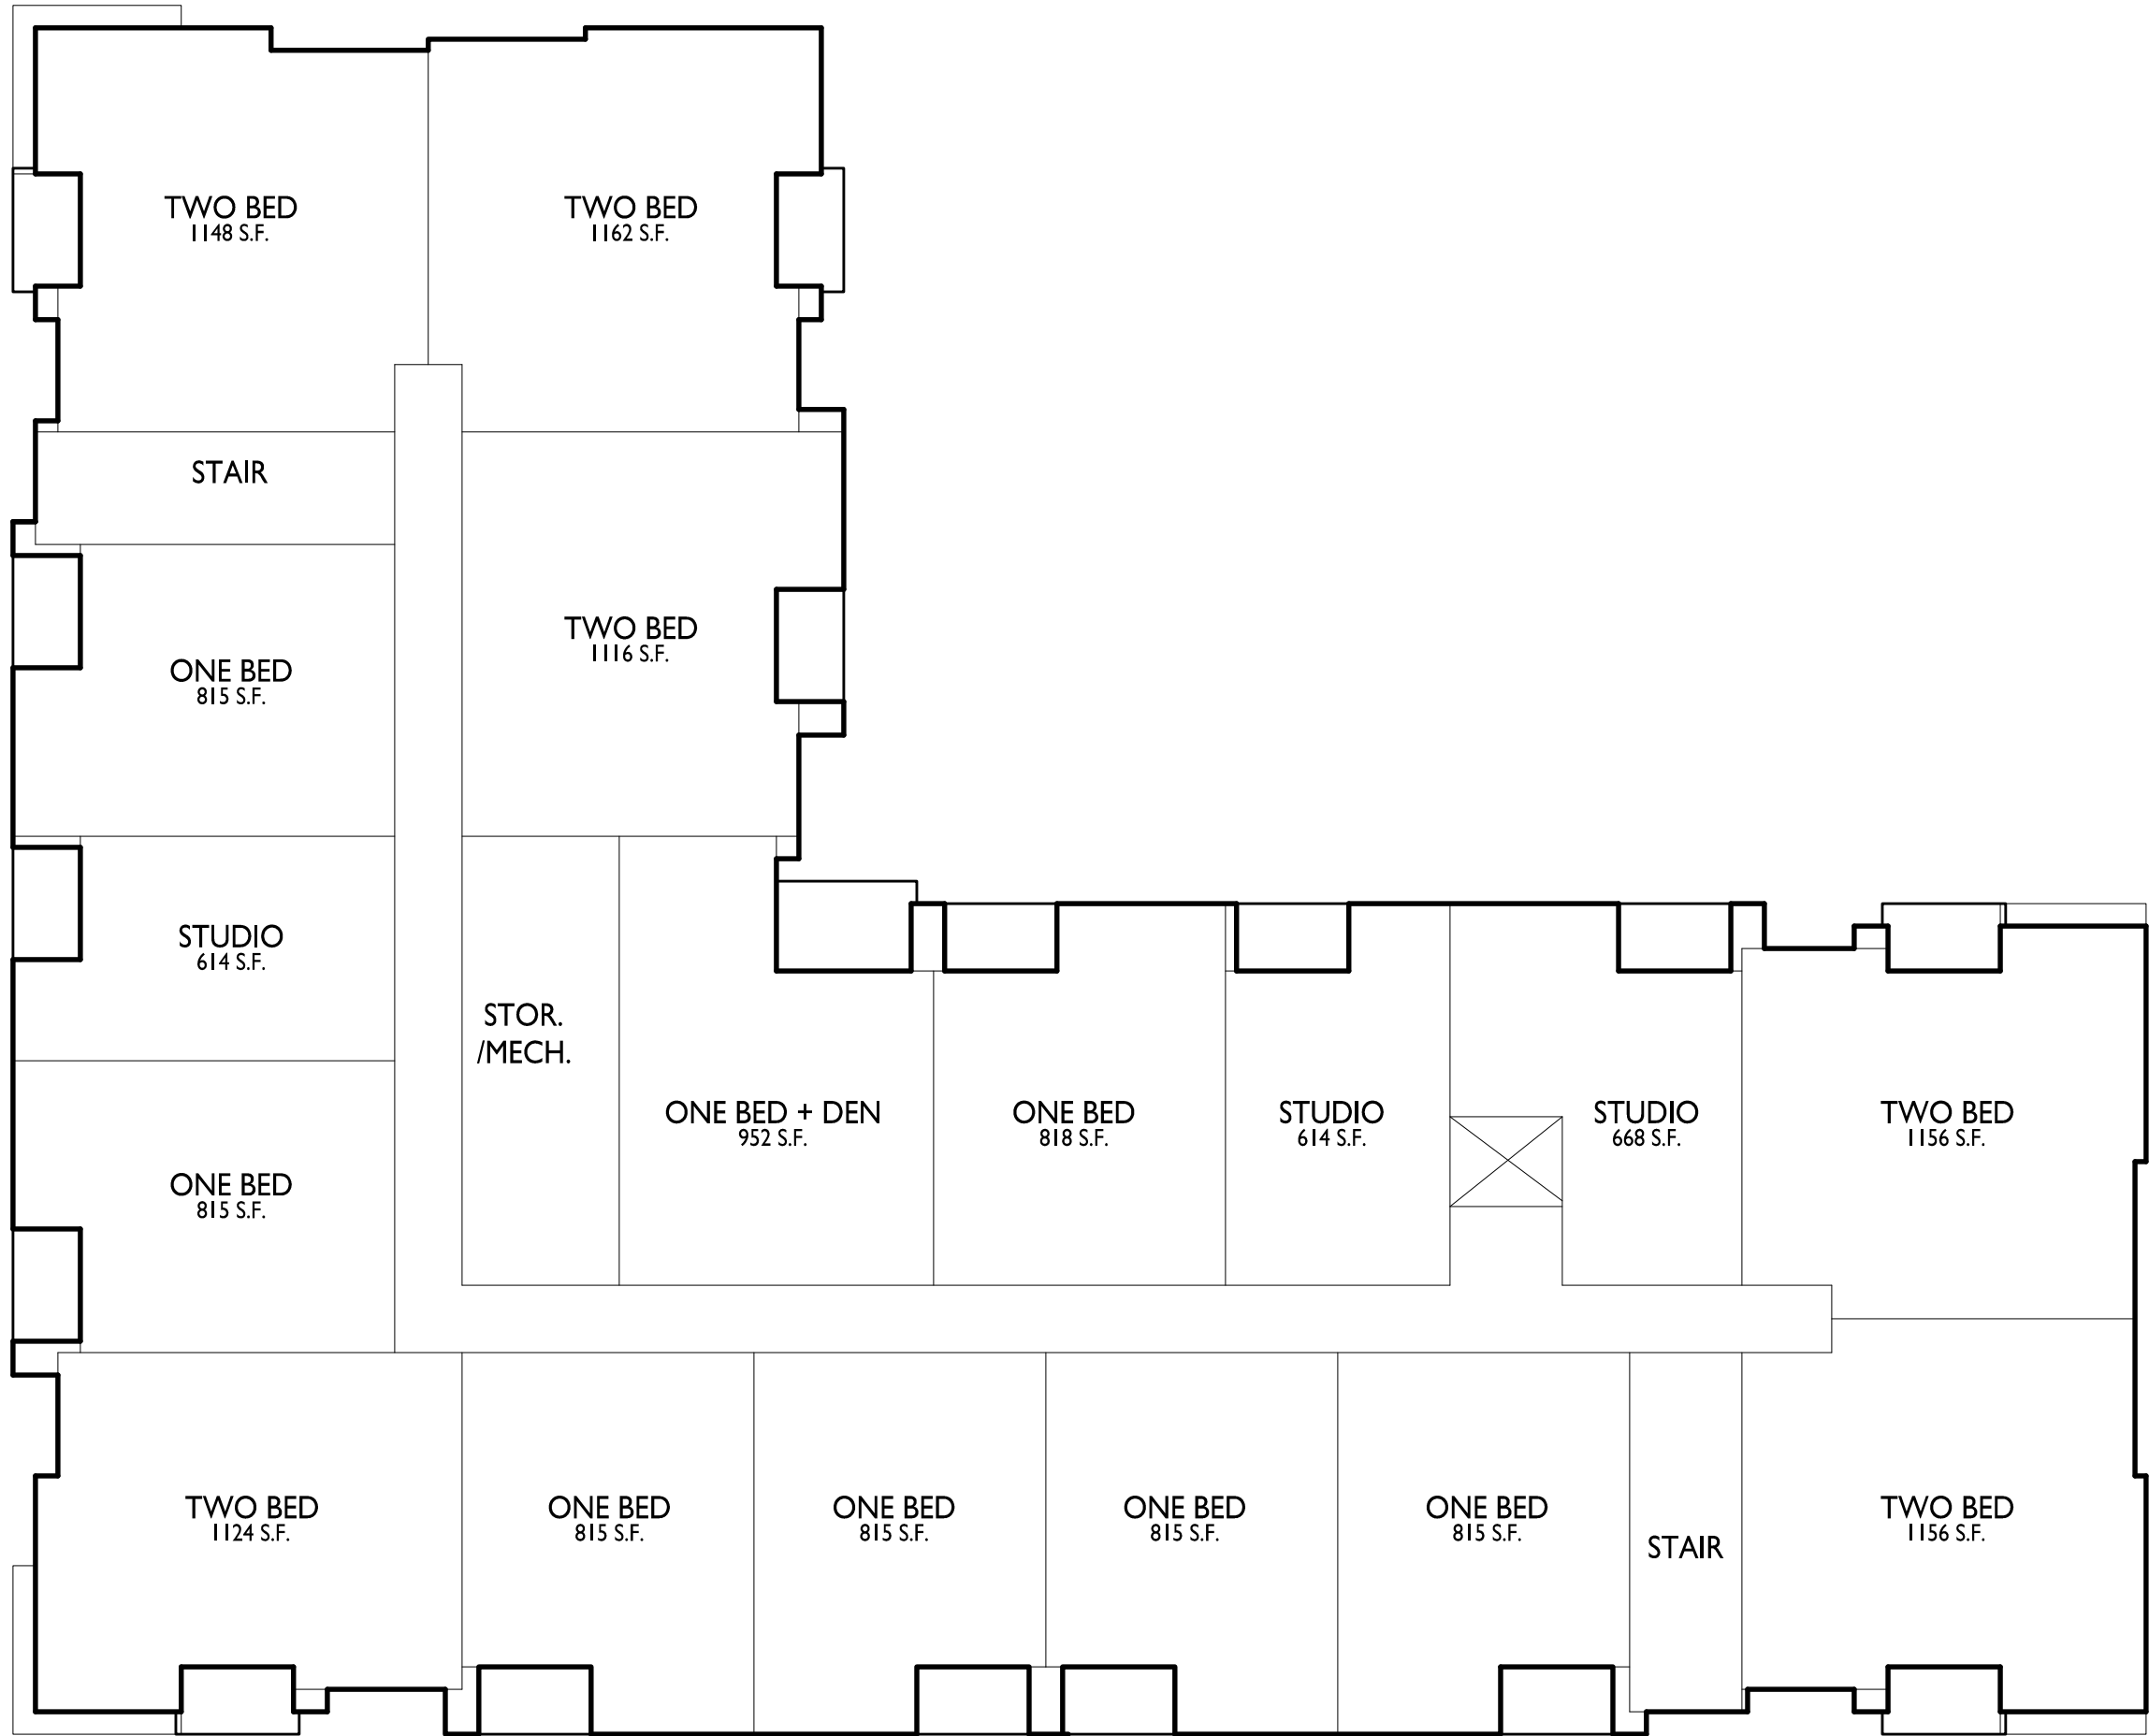 TWO BED
1148 S.F.
TWO BED
1162 S.F.
STAIR
TWO BED
1116 S.F.
ONE BED
815 S.F.
STUDIO
614 S.F.
STOR.
/MECH.
ONE BED + DEN
952 S.F.
ONE BED
818 S.F.
STUDIO
614 S.F.
STUDIO
668 S.F.
TWO BED
1156 S.F.
ONE BED
815 S.F.
TWO BED
1124 S.F.
ONE BED
815 S.F.
ONE BED
815 S.F.
ONE BED
815 S.F.
ONE BED
815 S.F.
STAIR
TWO BED
1156 S.F.